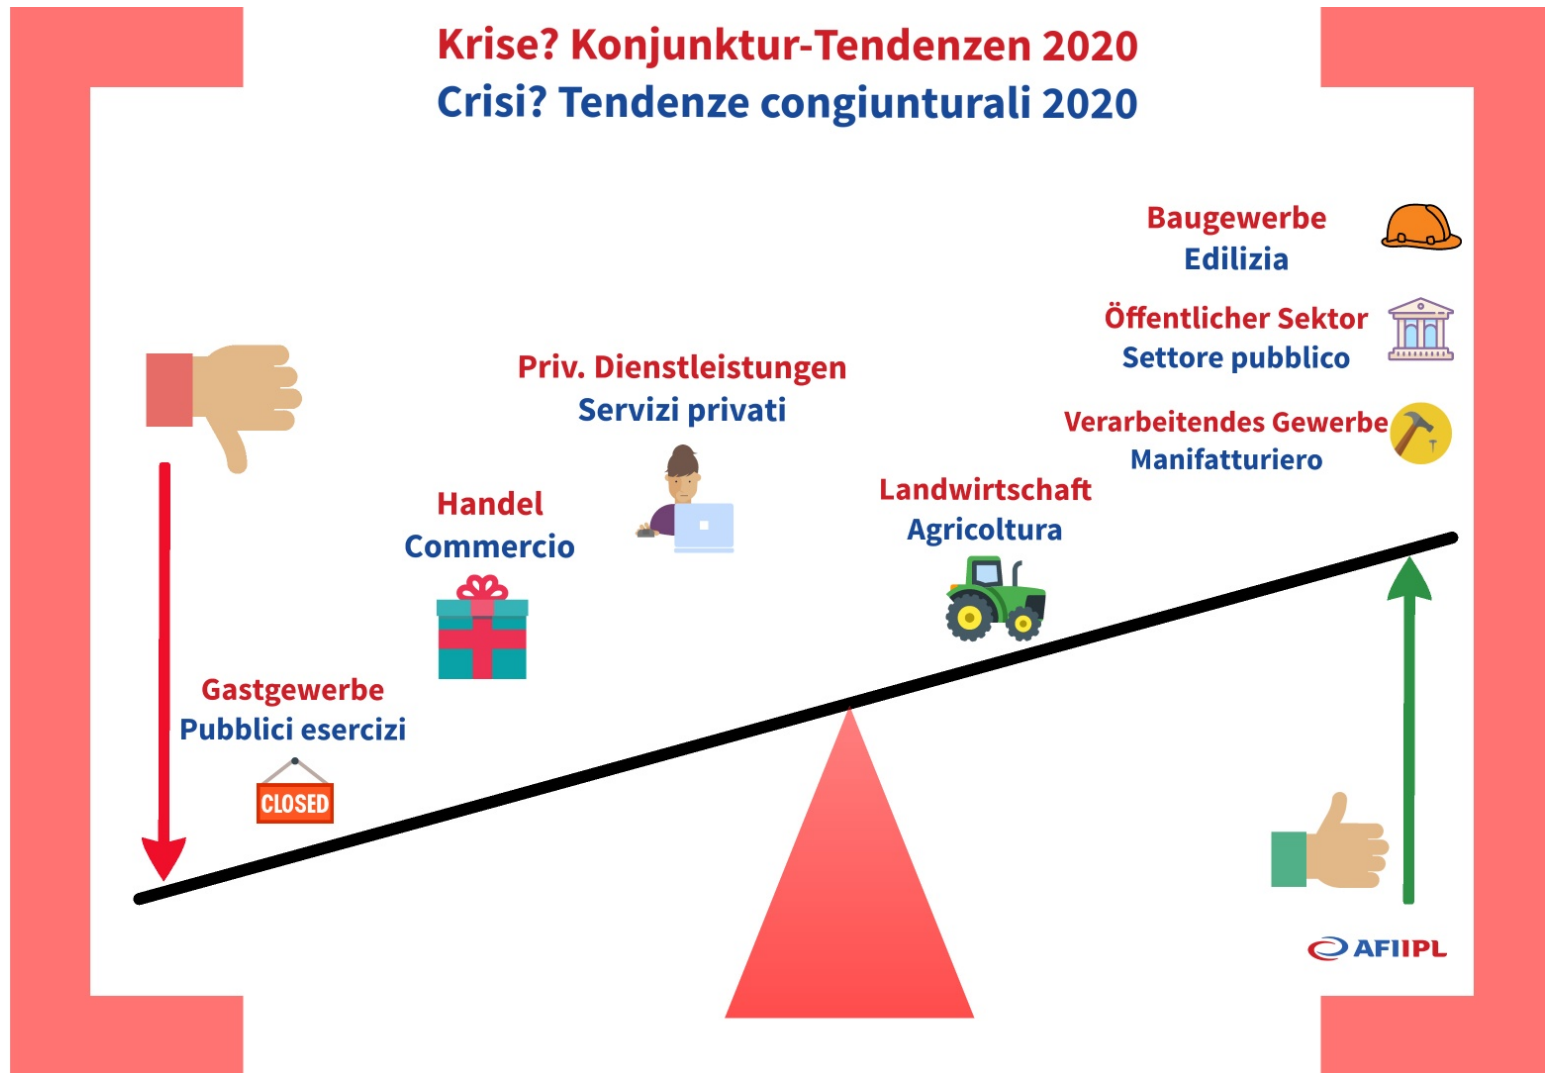 Krise? Konjunktur-Tendenzen 2020
Crisi? Tendenze congiunturali 2020
Baugewerbe
Edilizia
Öffentlicher Sektor
Settore pubblico
Priv. Dienstleistungen
Servizi privati
Verarbeitendes Gewerbe
Manifatturiero
Landwirtschaft
Agricoltura
Handel
Commercio
Gastgewerbe
Pubblici esercizi
CLOSED
AFIIPL